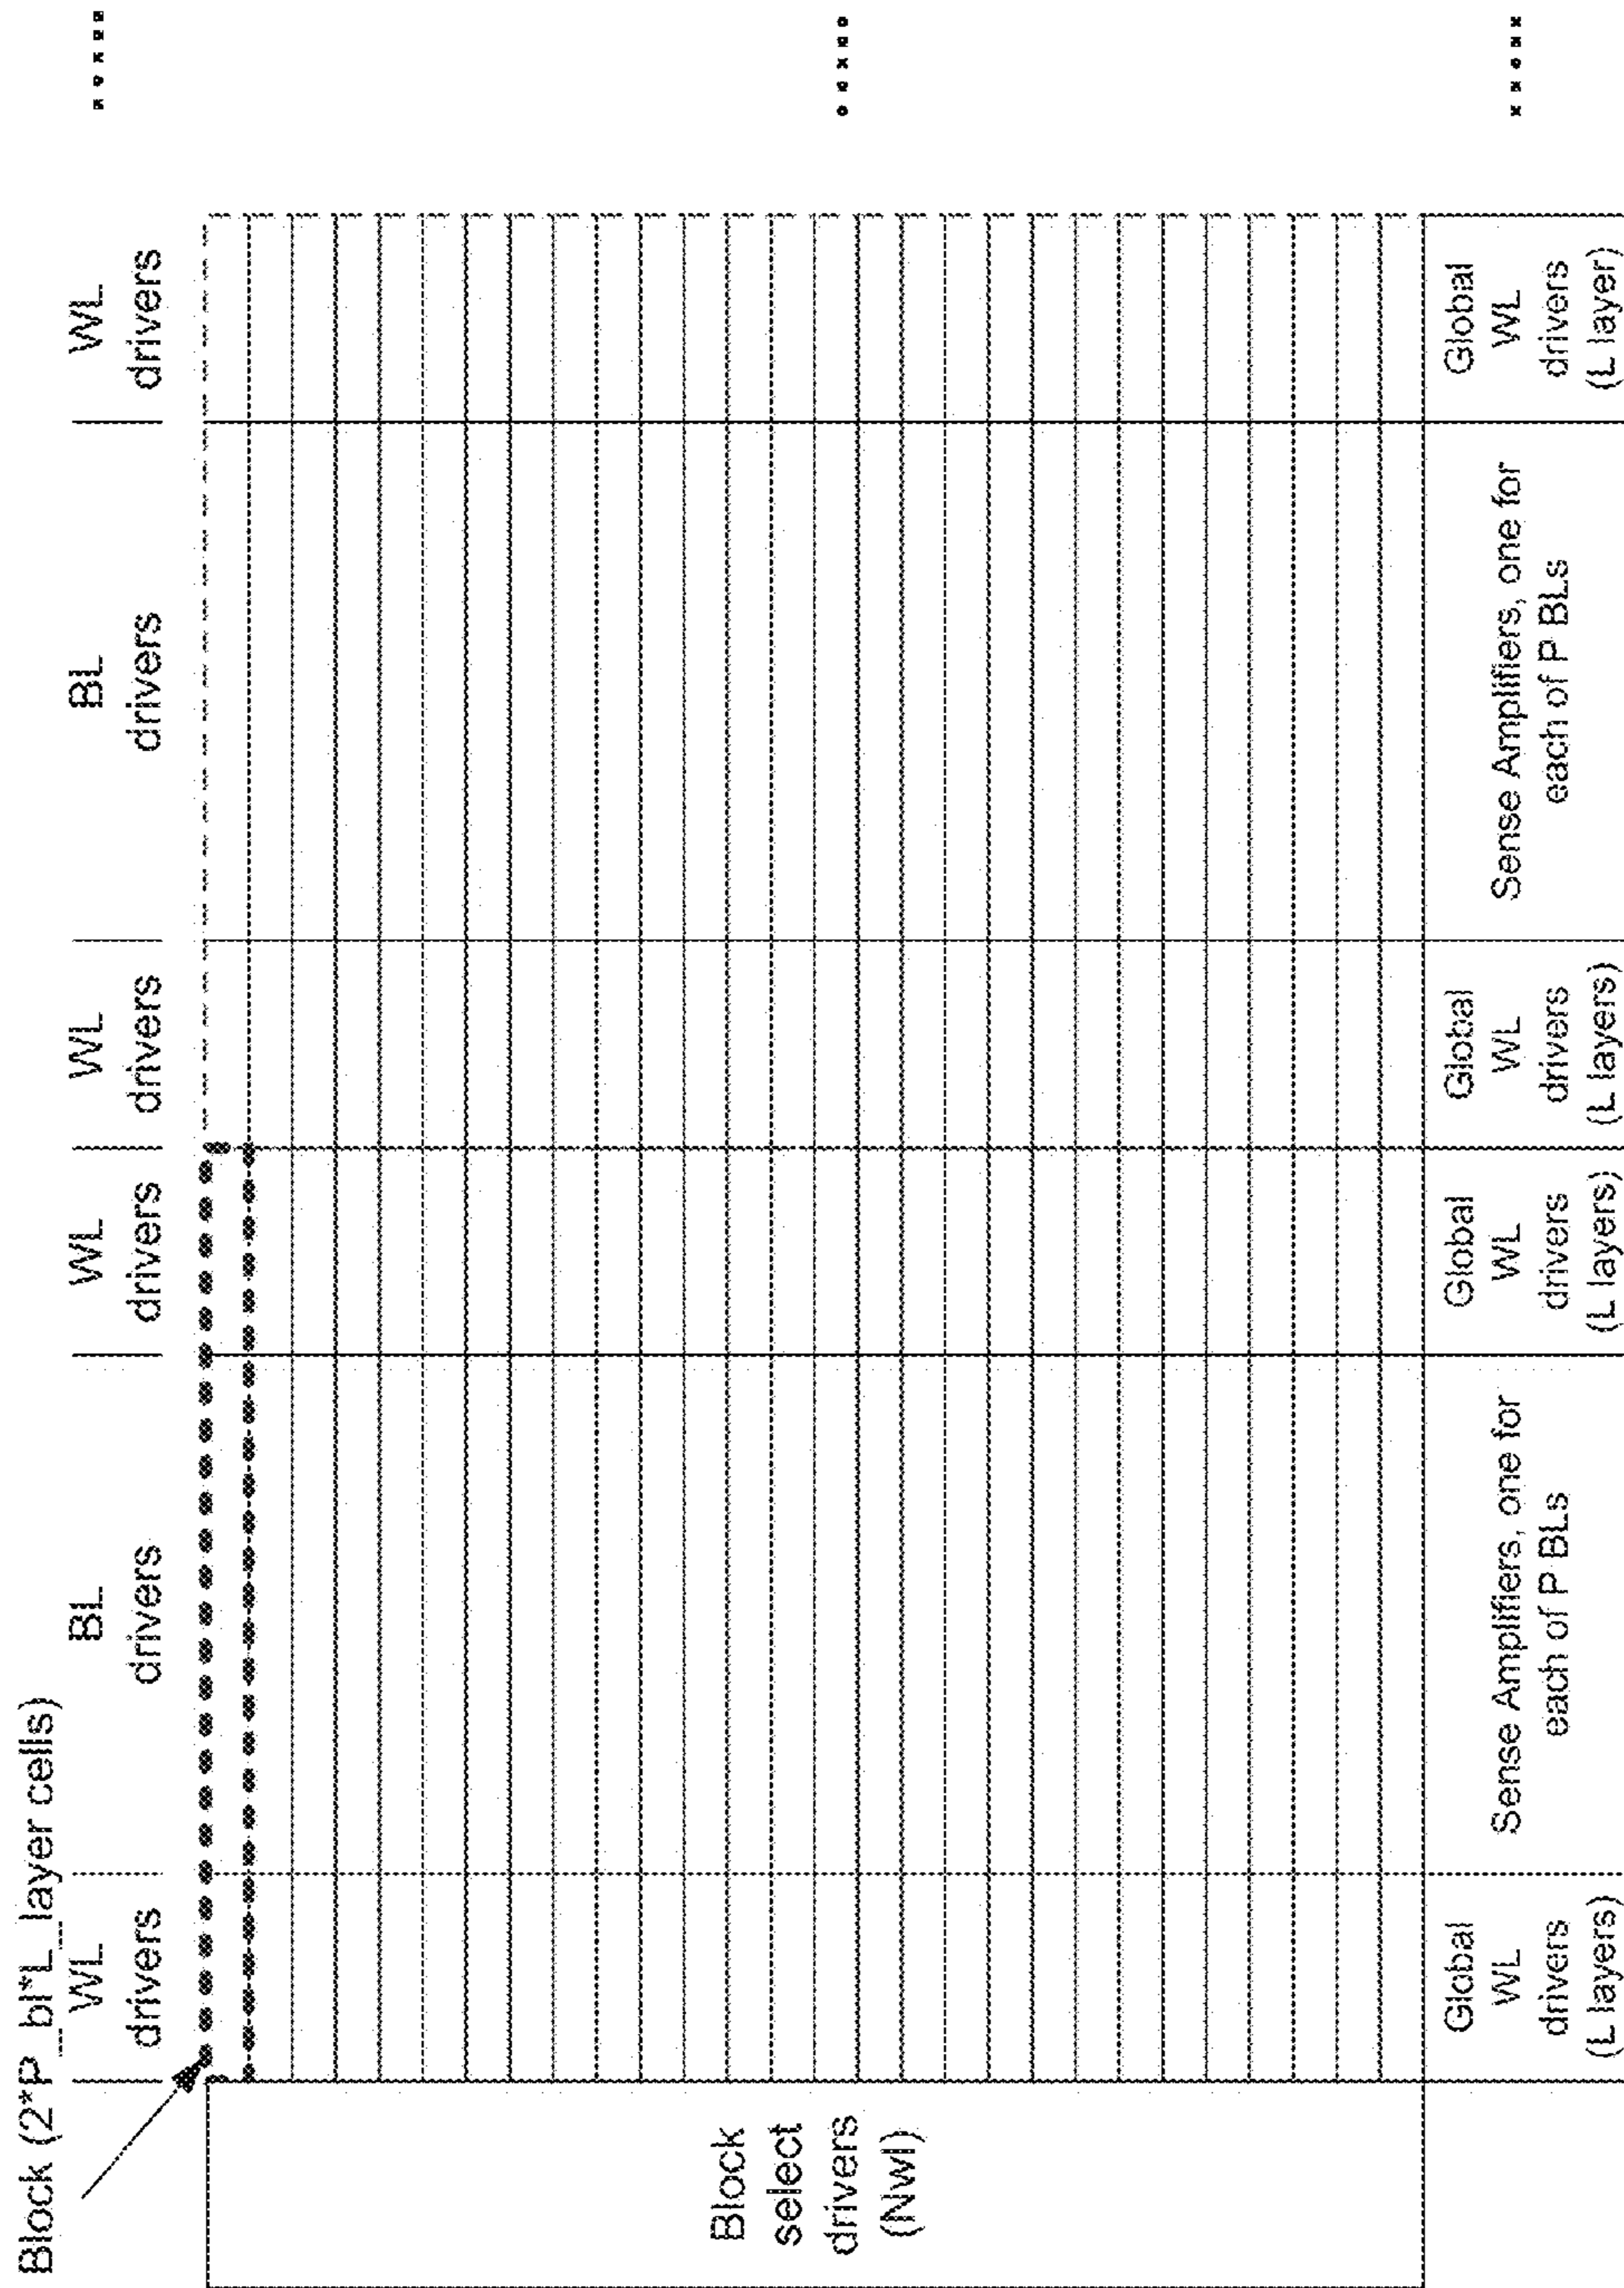 Block (2*P_bl*L_layer cells)
WL
drivers
BL
drivers
WL
drivers
WL
drivers
BL
drivers
WL
drivers
Block
select
drivers
(Nwl)
Global
WL
drivers
(L layers)
Sense Amplifiers, one for
each of P BLs
Global
WL
drivers
(L layers)
Global
WL
drivers
(L layers)
Sense Amplifiers, one for
each of P BLs
Global
WL
drivers
(L layer)